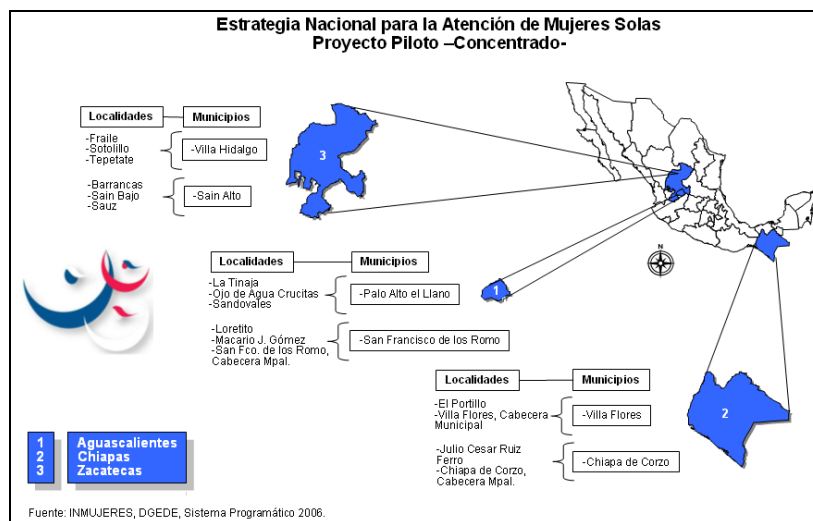 Estrategia Nacional para la Atención de Mujeres Solas
Proyecto Piloto –Concentrado-
Localidades
Municipios
-Fraile
-Sotolillo
-Tepetate
-Villa Hidalgo
-Barrancas
-Sain Bajo
-Sauz
-Sain Alto
3
N
Localidades
Municipios
-La Tinaja
-Ojo de Agua Crucitas
-Sandovales
-Palo Alto el Llano
1
-Loretito
-Macario J. Gómez
-San Fco. de los Romo,
Cabecera Mpal.
-San Francisco de los Romo
Localidades
Municipios
-El Portillo
-Villa Flores, Cabecera
Municipal
-Villa Flores
2
-Julio Cesar Ruiz
Ferro
-Chiapa de Corzo,
Cabecera Mpal.
-Chiapa de Corzo
1 Aguascalientes
2 Chiapas
3 Zacatecas
Fuente: INMUJERES, DGEDE, Sistema Programático 2006.